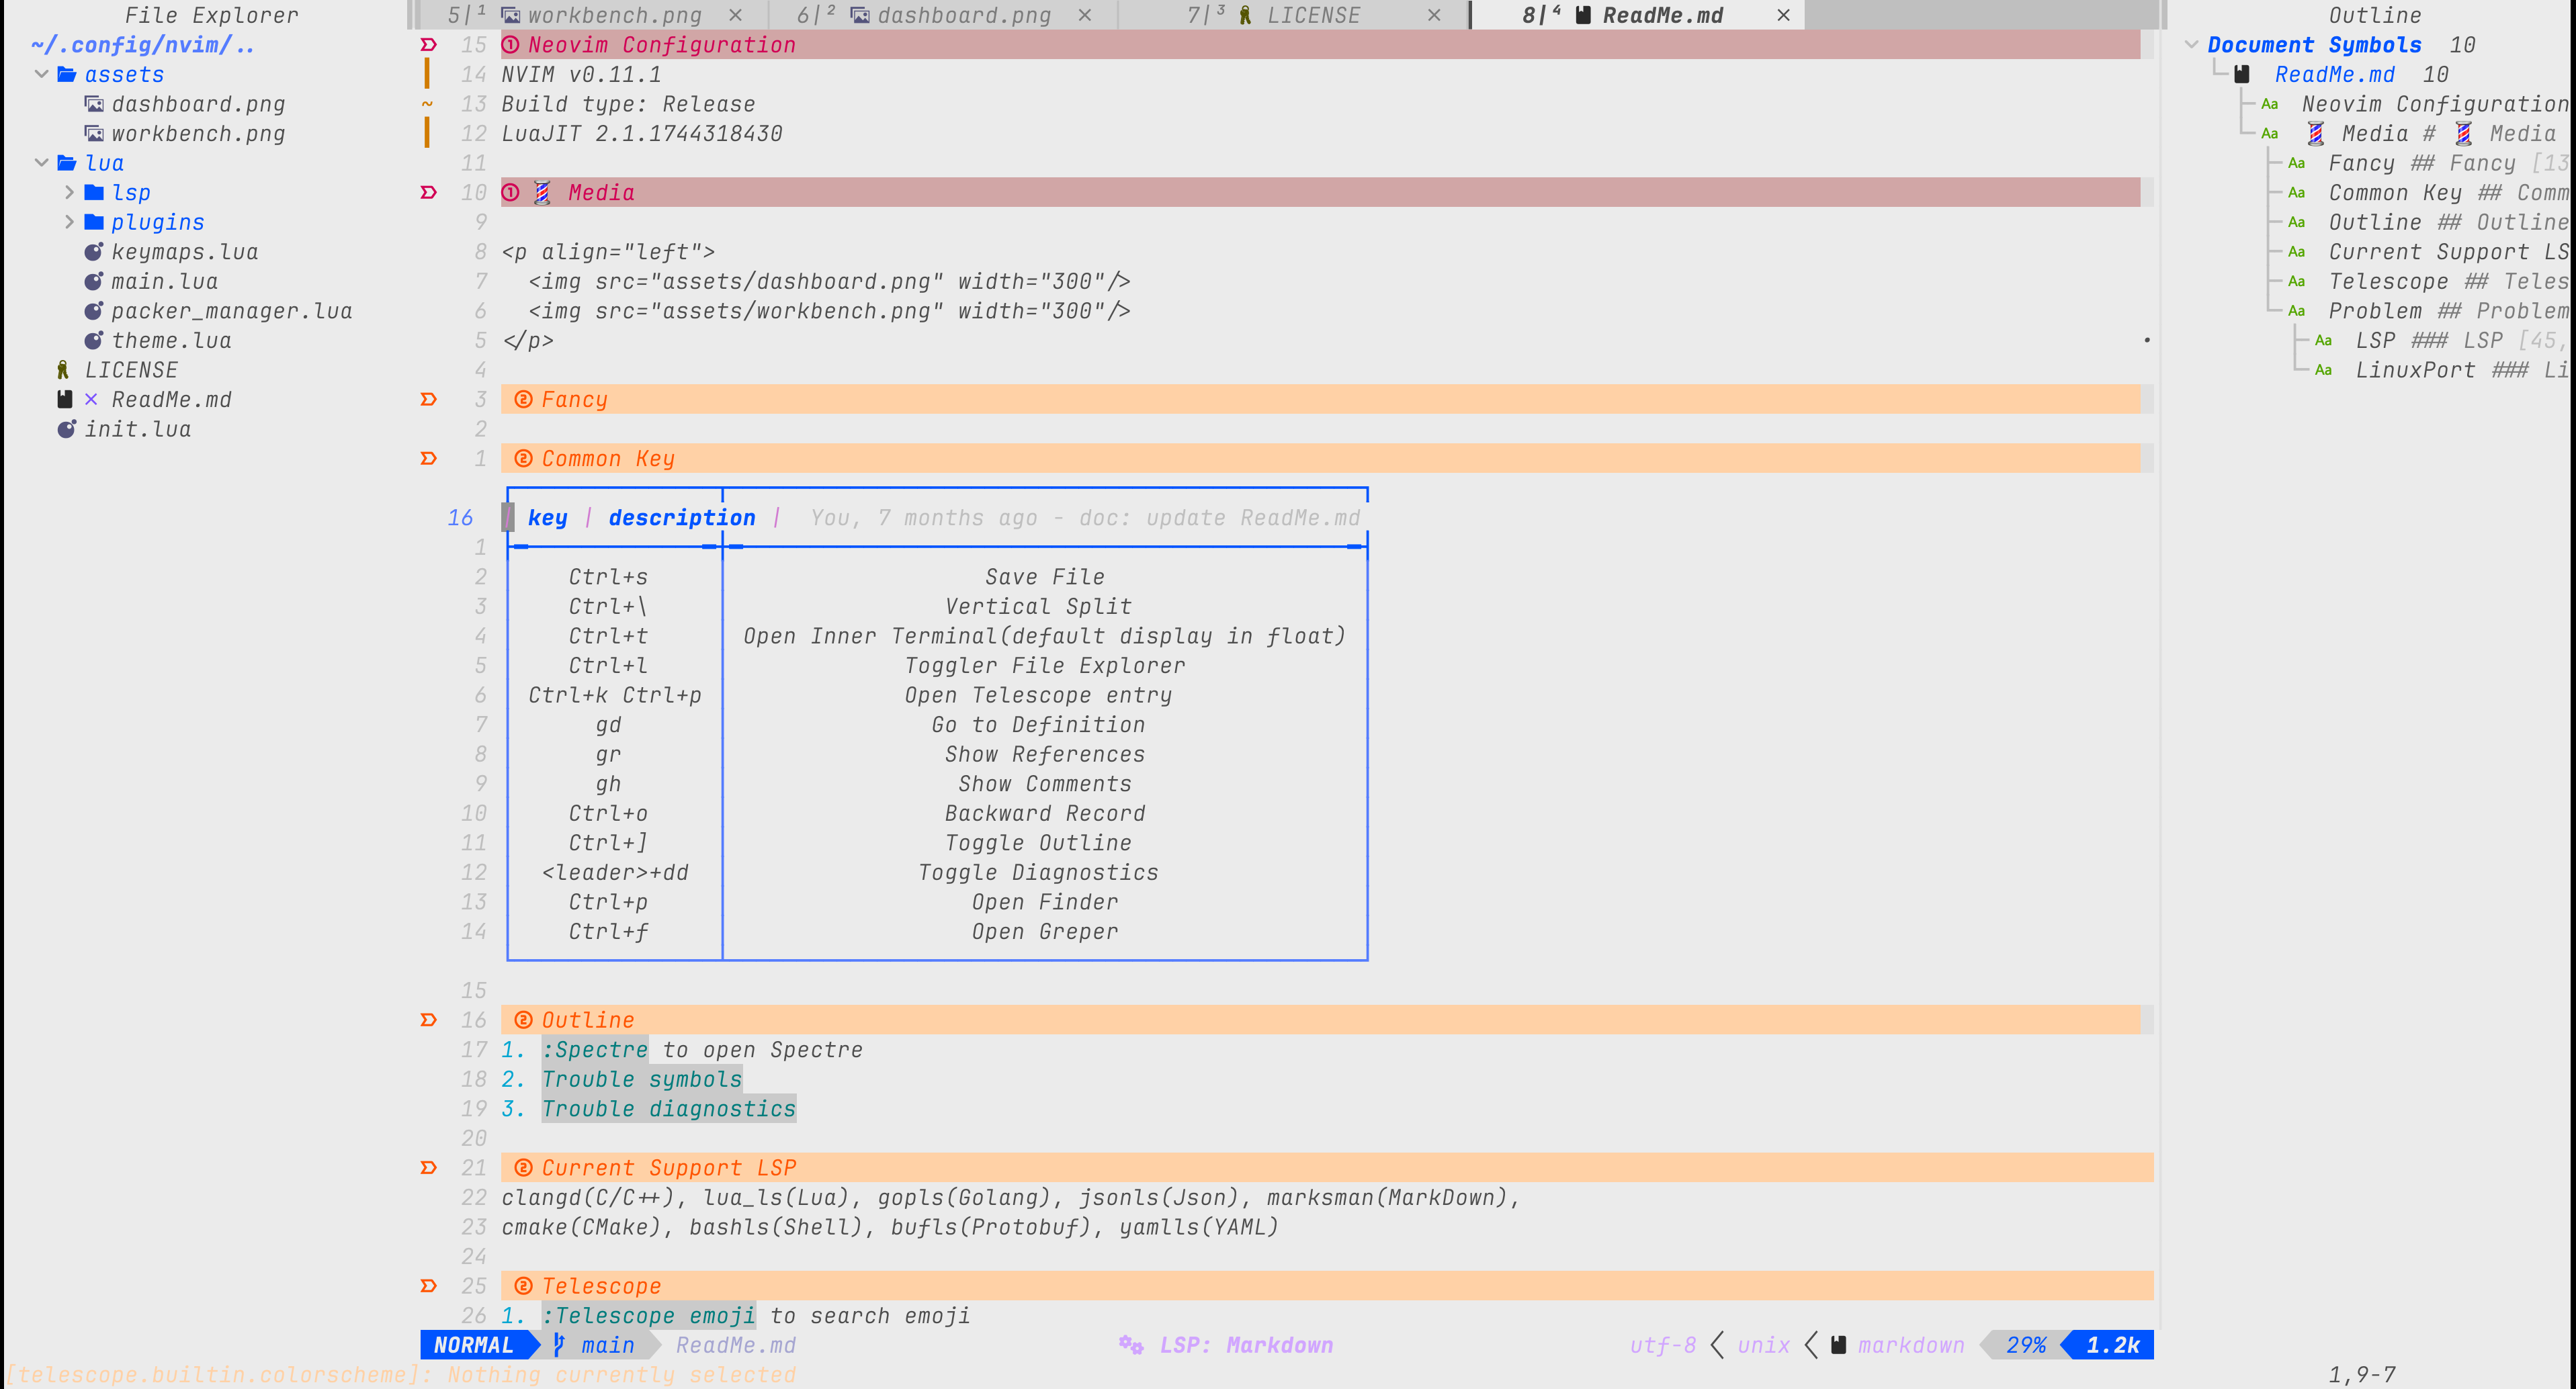 File Explorer
~/.config/nvim/..
assets
dashboard.png
workbench.png
lua
lsp
plugins
keymaps.lua
main.lua
packer_manager.lua
theme.lua
LICENSE
ReadMe.md
init.lua
5|¹ workbench.png × 6|² dashboard.png × 7|³ LICENSE × 8|⁴ ReadMe.md ×
15 ① Neovim Configuration
14 NVIM v0.11.1
~ 13 Build type: Release
12 LuaJIT 2.1.1744318430
11
10 ① 💈 Media
9
8 <p align="left">
7 <img src="assets/dashboard.png" width="300"/>
6 <img src="assets/workbench.png" width="300"/>
5 </p>
4
3 ② Fancy
2
1 ② Common Key
16 | key | description | You, 7 months ago - doc: update ReadMe.md
1
2 Ctrl+s Save File
3 Ctrl+\ Vertical Split
4 Ctrl+t Open Inner Terminal(default display in float)
5 Ctrl+l Toggler File Explorer
6 Ctrl+k Ctrl+p Open Telescope entry
7 gd Go to Definition
8 gr Show References
9 gh Show Comments
10 Ctrl+o Backward Record
11 Ctrl+] Toggle Outline
12 <leader>+dd Toggle Diagnostics
13 Ctrl+p Open Finder
14 Ctrl+f Open Greper
15
16 ② Outline
17 1. :Spectre to open Spectre
18 2. Trouble symbols
19 3. Trouble diagnostics
20
21 ② Current Support LSP
22 clangd(C/C++), lua_ls(Lua), gopls(Golang), jsonls(Json), marksman(MarkDown),
23 cmake(CMake), bashls(Shell), bufls(Protobuf), yamlls(YAML)
24
25 ② Telescope
26 1. :Telescope emoji to search emoji
Outline
Document Symbols 10
ReadMe.md 10
Aa Neovim Configuration
Aa 💈 Media # 💈 Media
Aa Fancy ## Fancy [13
Aa Common Key ## Comm
Aa Outline ## Outline
Aa Current Support LS
Aa Telescope ## Teles
Aa Problem ## Problem
Aa LSP ### LSP [45,
Aa LinuxPort ### Li
NORMAL main ReadMe.md LSP: Markdown utf-8 unix markdown 29% 1.2k
[telescope.builtin.colorscheme]: Nothing currently selected 1,9-7